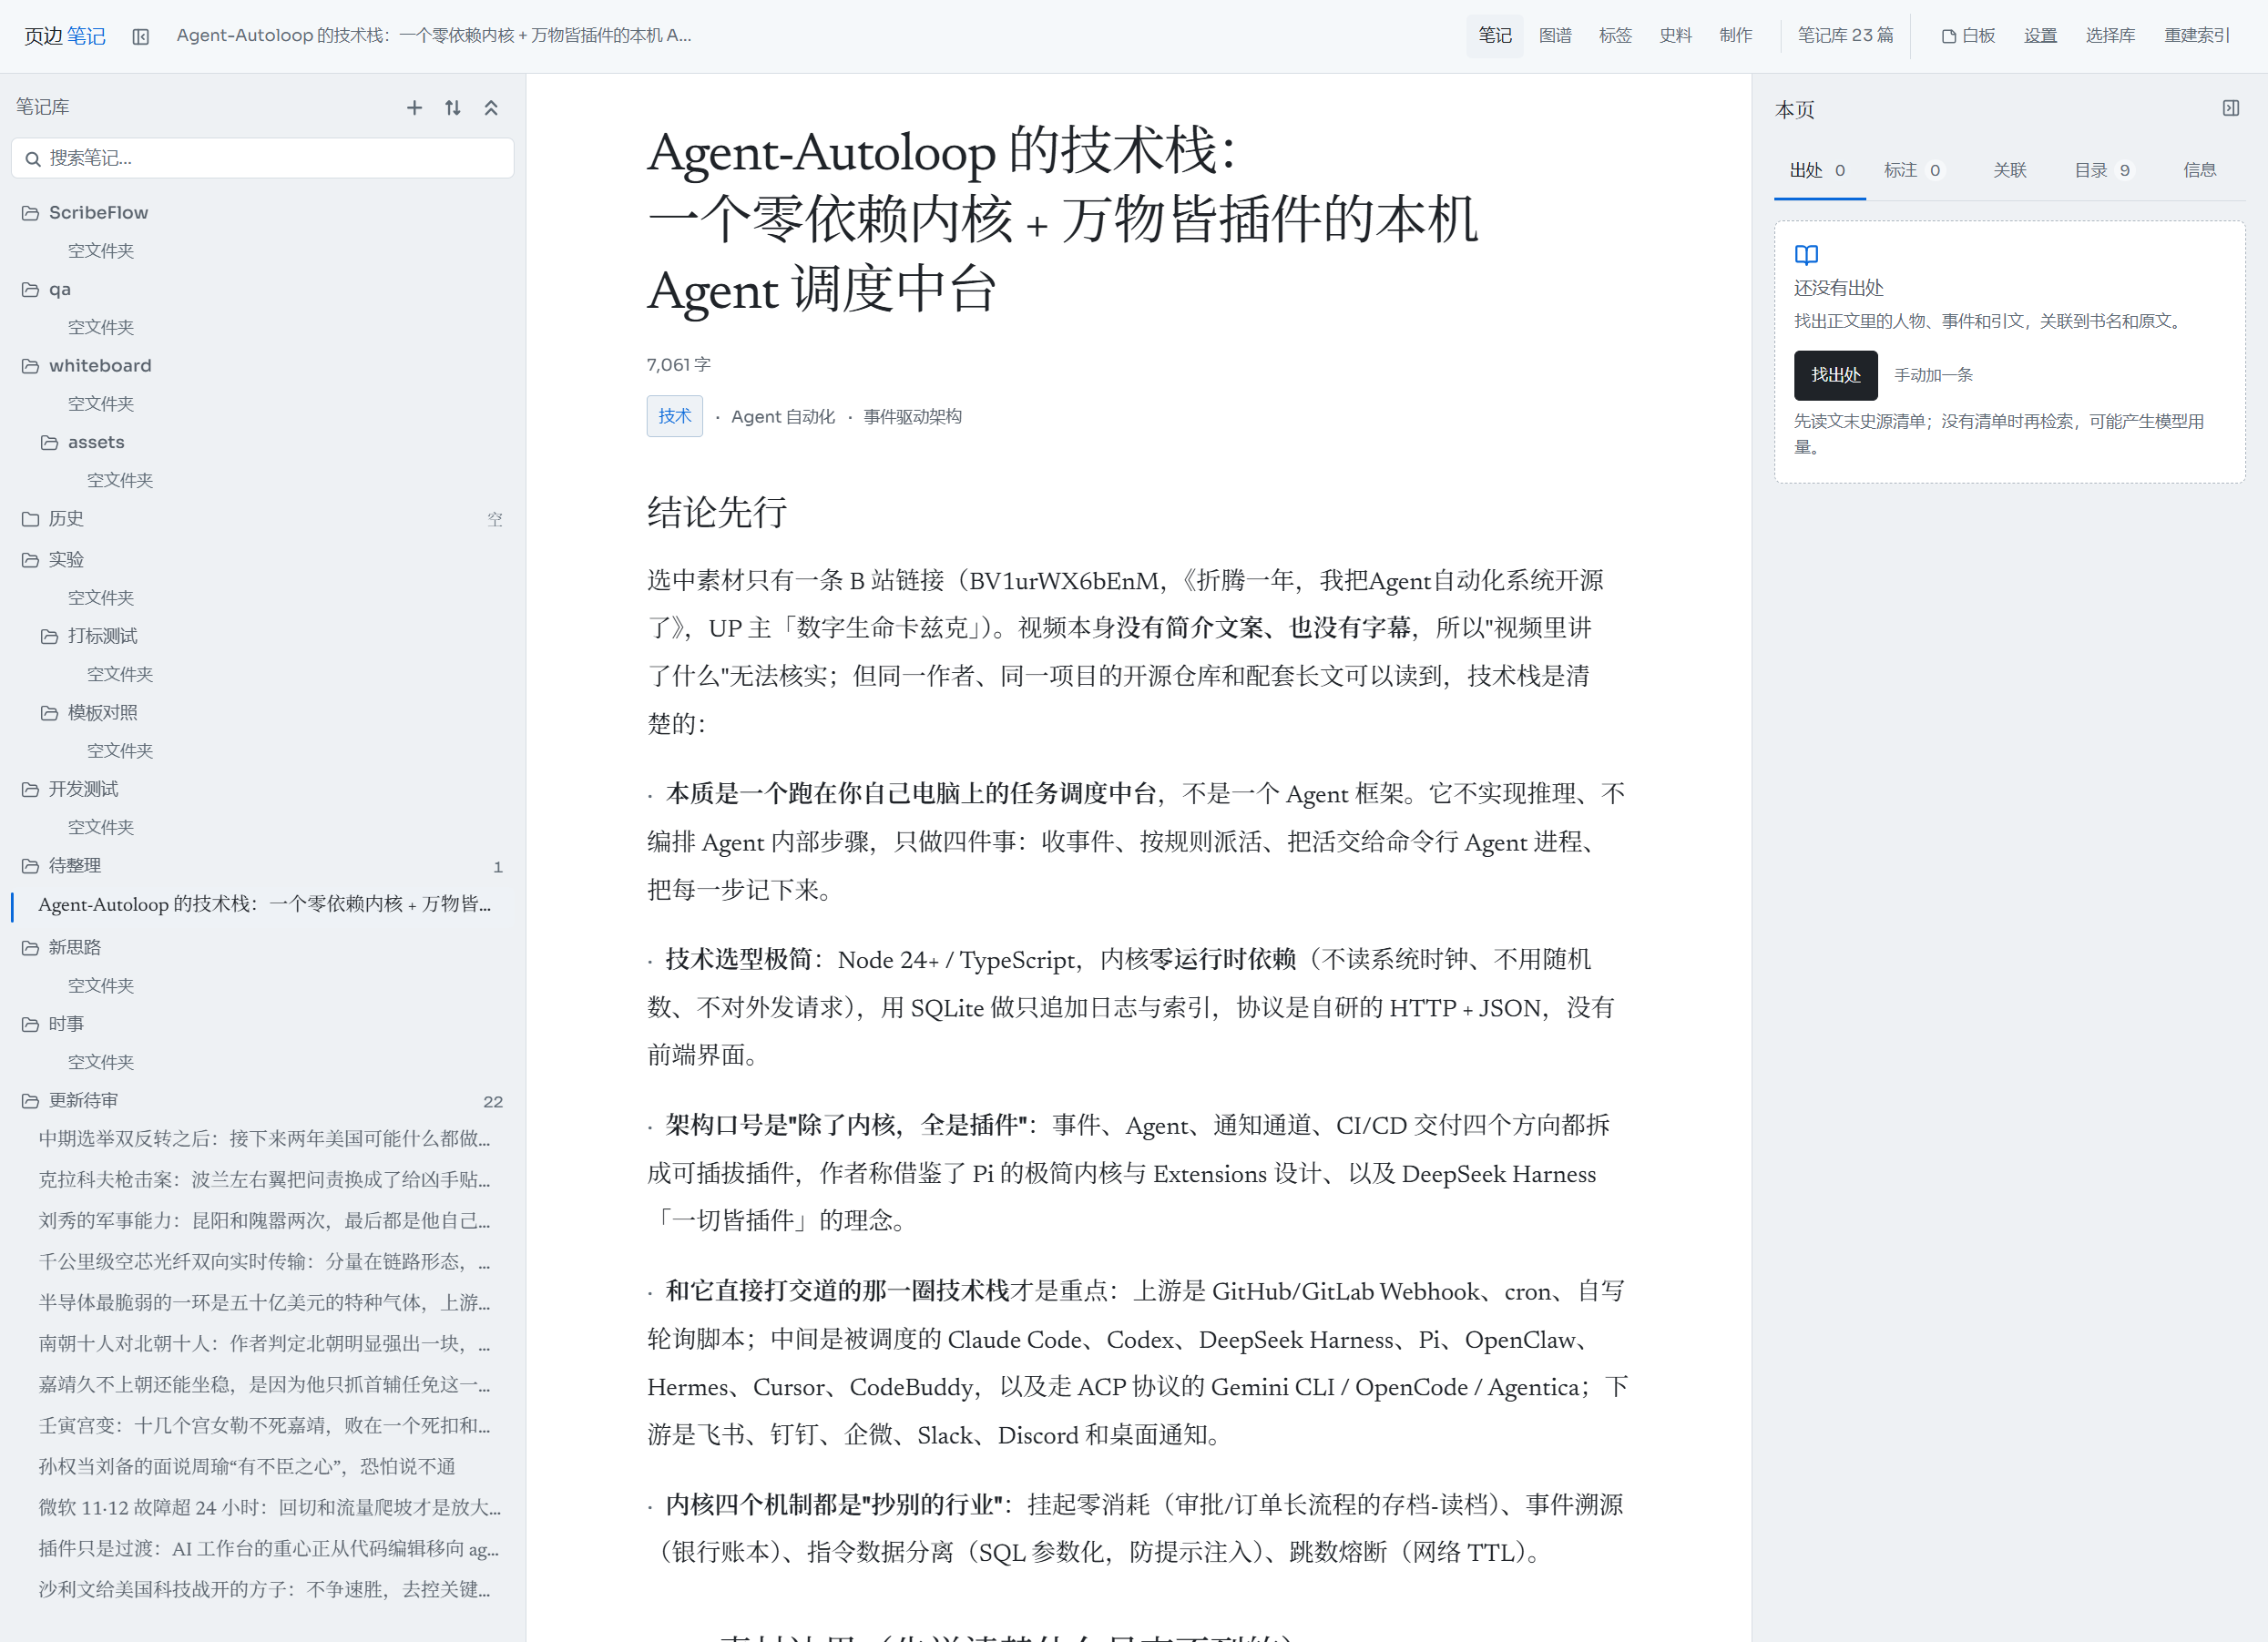 页边 笔记
Agent-Autoloop 的技术栈：一个零依赖内核 + 万物皆插件的本机 A...
笔记 图谱 标签 史料 制作 笔记库 23 篇 白板 设置 选择库 重建索引
笔记库
搜索笔记...
ScribeFlow
空文件夹
qa
空文件夹
whiteboard
空文件夹
assets
空文件夹
历史 空
实验
空文件夹
打标测试
空文件夹
模板对照
空文件夹
开发测试
空文件夹
待整理 1
Agent-Autoloop 的技术栈：一个零依赖内核 + 万物皆...
新思路
空文件夹
时事
空文件夹
更新待审 22
中期选举双反转之后：接下来两年美国可能什么都做...
克拉科夫枪击案：波兰左右翼把问责换成了给凶手贴...
刘秀的军事能力：昆阳和隗嚣两次，最后都是他自己...
千公里级空芯光纤双向实时传输：分量在链路形态，...
半导体最脆弱的一环是五十亿美元的特种气体，上游...
南朝十人对北朝十人：作者判定北朝明显强出一块，...
嘉靖久不上朝还能坐稳，是因为他只抓首辅任免这一...
壬寅宫变：十几个宫女勒不死嘉靖，败在一个死扣和...
孙权当刘备的面说周瑜“有不臣之心”，恐怕说不通
微软 11·12 故障超 24 小时：回切和流量爬坡才是放大...
插件只是过渡：AI 工作台的重心正从代码编辑移向 ag...
沙利文给美国科技战开的方子：不争速胜，去控关键...
Agent-Autoloop 的技术栈：
一个零依赖内核 + 万物皆插件的本机
Agent 调度中台
7,061 字
技术 · Agent 自动化 · 事件驱动架构
结论先行
选中素材只有一条 B 站链接（BV1urWX6bEnM，《折腾一年，我把Agent自动化系统开源
了》，UP 主「数字生命卡兹克」）。视频本身没有简介文案、也没有字幕，所以"视频里讲
了什么"无法核实；但同一作者、同一项目的开源仓库和配套长文可以读到，技术栈是清
楚的：
· 本质是一个跑在你自己电脑上的任务调度中台，不是一个 Agent 框架。它不实现推理、不
编排 Agent 内部步骤，只做四件事：收事件、按规则派活、把活交给命令行 Agent 进程、
把每一步记下来。
· 技术选型极简：Node 24+ / TypeScript，内核零运行时依赖（不读系统时钟、不用随机
数、不对外发请求），用 SQLite 做只追加日志与索引，协议是自研的 HTTP + JSON，没有
前端界面。
· 架构口号是"除了内核，全是插件"：事件、Agent、通知通道、CI/CD 交付四个方向都拆
成可插拔插件，作者称借鉴了 Pi 的极简内核与 Extensions 设计、以及 DeepSeek Harness
「一切皆插件」的理念。
· 和它直接打交道的那一圈技术栈才是重点：上游是 GitHub/GitLab Webhook、cron、自写
轮询脚本；中间是被调度的 Claude Code、Codex、DeepSeek Harness、Pi、OpenClaw、
Hermes、Cursor、CodeBuddy，以及走 ACP 协议的 Gemini CLI / OpenCode / Agentica；下
游是飞书、钉钉、企微、Slack、Discord 和桌面通知。
· 内核四个机制都是"抄别的行业"：挂起零消耗（审批/订单长流程的存档-读档）、事件溯源
（银行账本）、指令数据分离（SQL 参数化，防提示注入）、跳数熔断（网络 TTL）。
本页
出处 0 标注 0 关联 目录 9 信息
还没有出处
找出正文里的人物、事件和引文，关联到书名和原文。
找出处 手动加一条
先读文末史源清单；没有清单时再检索，可能产生模型用
量。